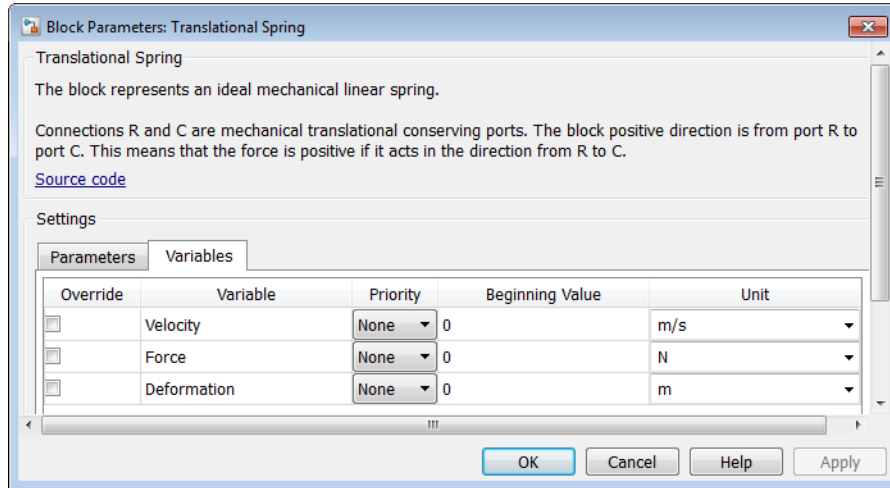 Block Parameters: Translational Spring
Translational Spring
The block represents an ideal mechanical linear spring.
Connections R and C are mechanical translational conserving ports. The block positive direction is from port R to
port C. This means that the force is positive if it acts in the direction from R to C.
Source code
Settings
Parameters Variables
Override Variable Priority Beginning Value Unit
Velocity None 0 m/s
Force None 0 N
Deformation None 0 m
OK Cancel Help Apply